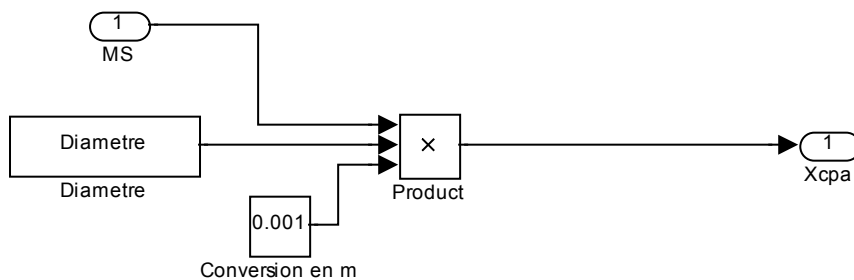 1
MS
Diametre
Diametre
×
Product
0.001
Conversion en m
1
Xcpa